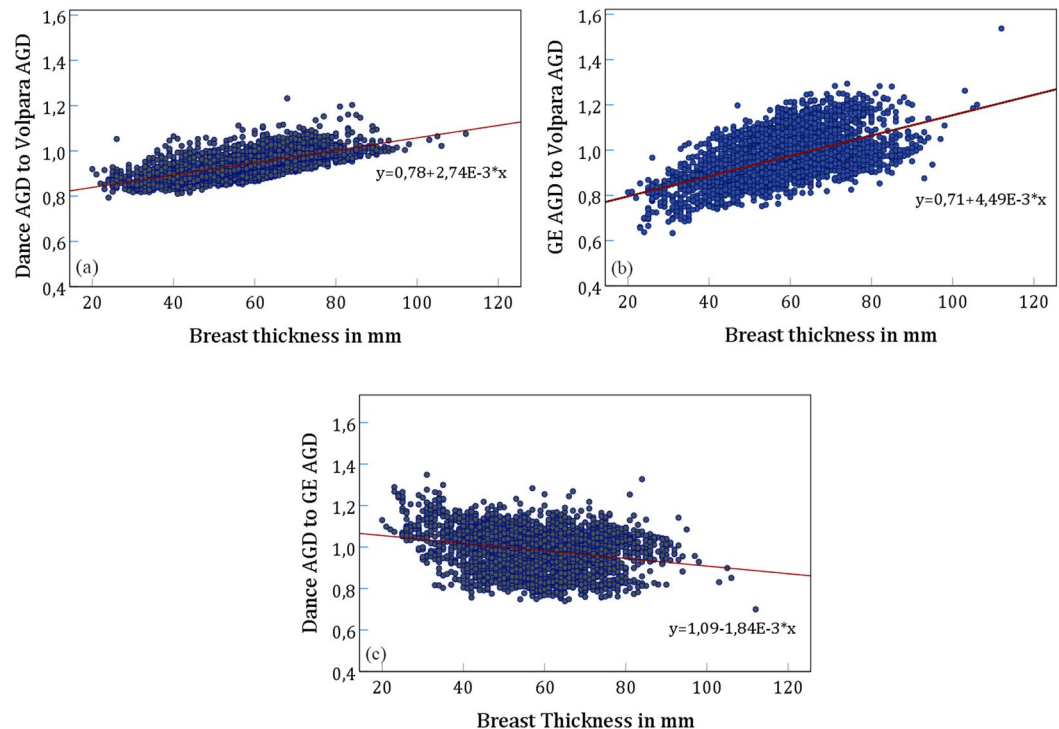 Dance AGD to Volpara AGD
1,6
1,4
1,2
1,0
0,8
0,6
0,4
y=0,78+2,74E-3*x
(a)
20 40 60 80 100 120
Breast thickness in mm
GE AGD to Volpara AGD
1,6
1,4
1,2
1,0
0,8
0,6
0,4
y=0,71+4,49E-3*x
(b)
20 40 60 80 100 120
Breast thickness in mm
Dance AGD to GE AGD
1,6
1,4
1,2
1,0
0,8
0,6
0,4
y=1,09-1,84E-3*x
(c)
20 40 60 80 100 120
Breast Thickness in mm